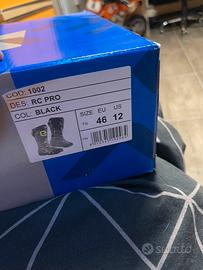 COD: 1002
DES. RC PRO
COL: BLACK
SIZE EU US
46 12
subito